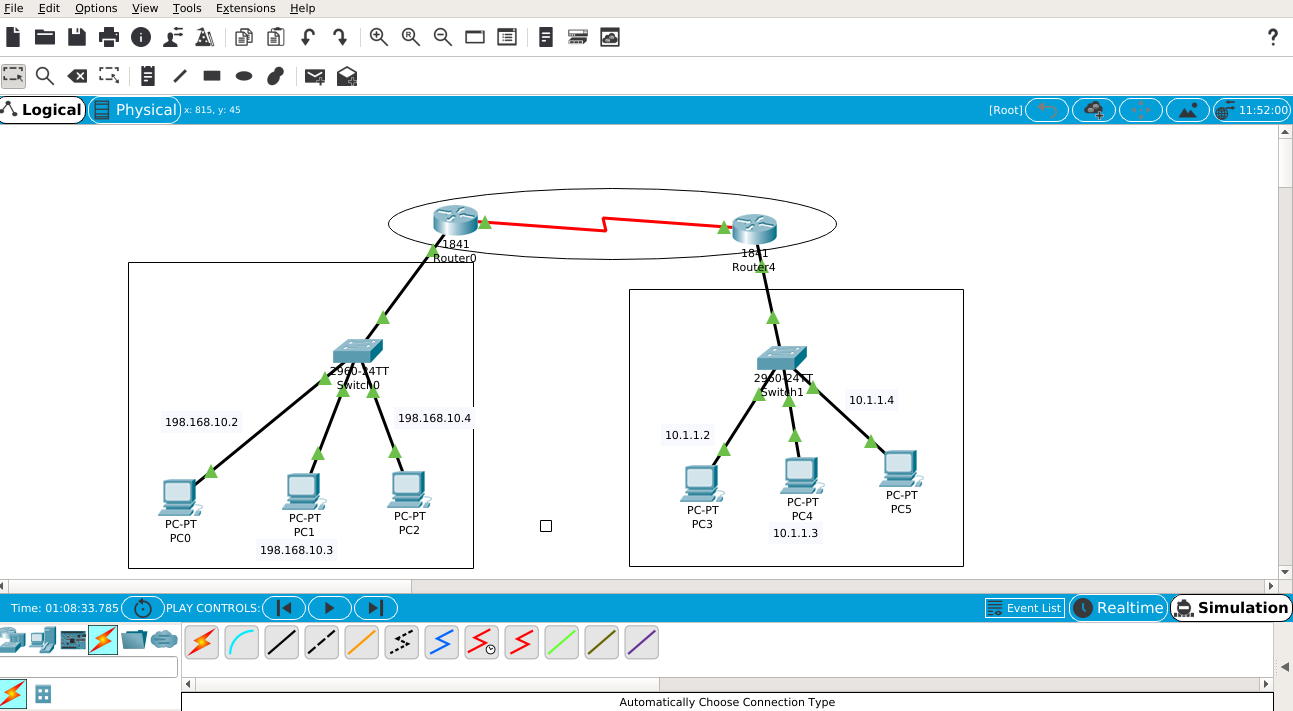 File Edit Options View Tools Extensions Help
?
Logical Physical x: 815, y: 45 [Root] 11:52:00
1841
Router0
1841
Router4
2960-24TT
Switch0
2960-24TT
Switch1
198.168.10.2
198.168.10.4
10.1.1.2
10.1.1.4
PC-PT
PC0
PC-PT
PC1
198.168.10.3
PC-PT
PC2
PC-PT
PC3
PC-PT
PC4
10.1.1.3
PC-PT
PC5
Time: 01:08:33.785 PLAY CONTROLS: Event List Realtime Simulation
Automatically Choose Connection Type